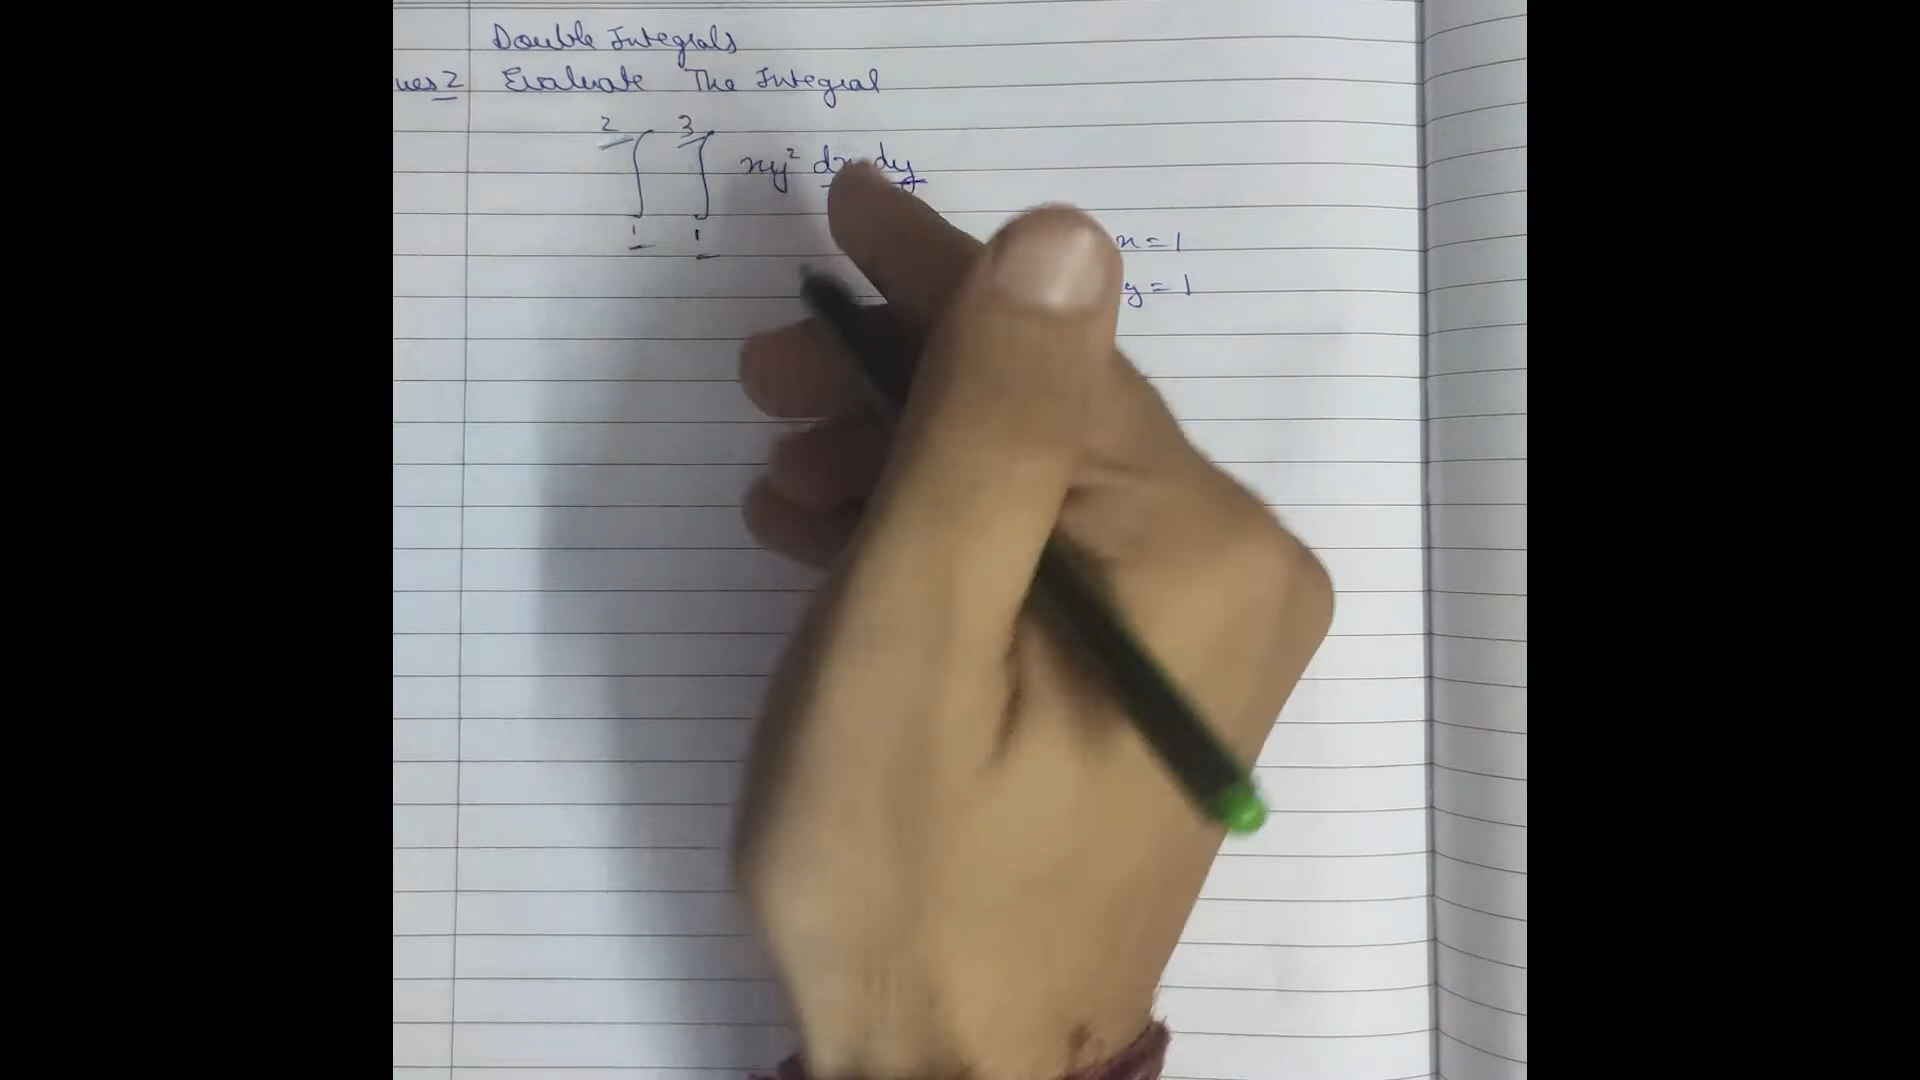 Double Integrals
ues 2 Evaluate The Integral
2 3
∫ ∫ xy² dx dy
1 1
x = 1
y = 1